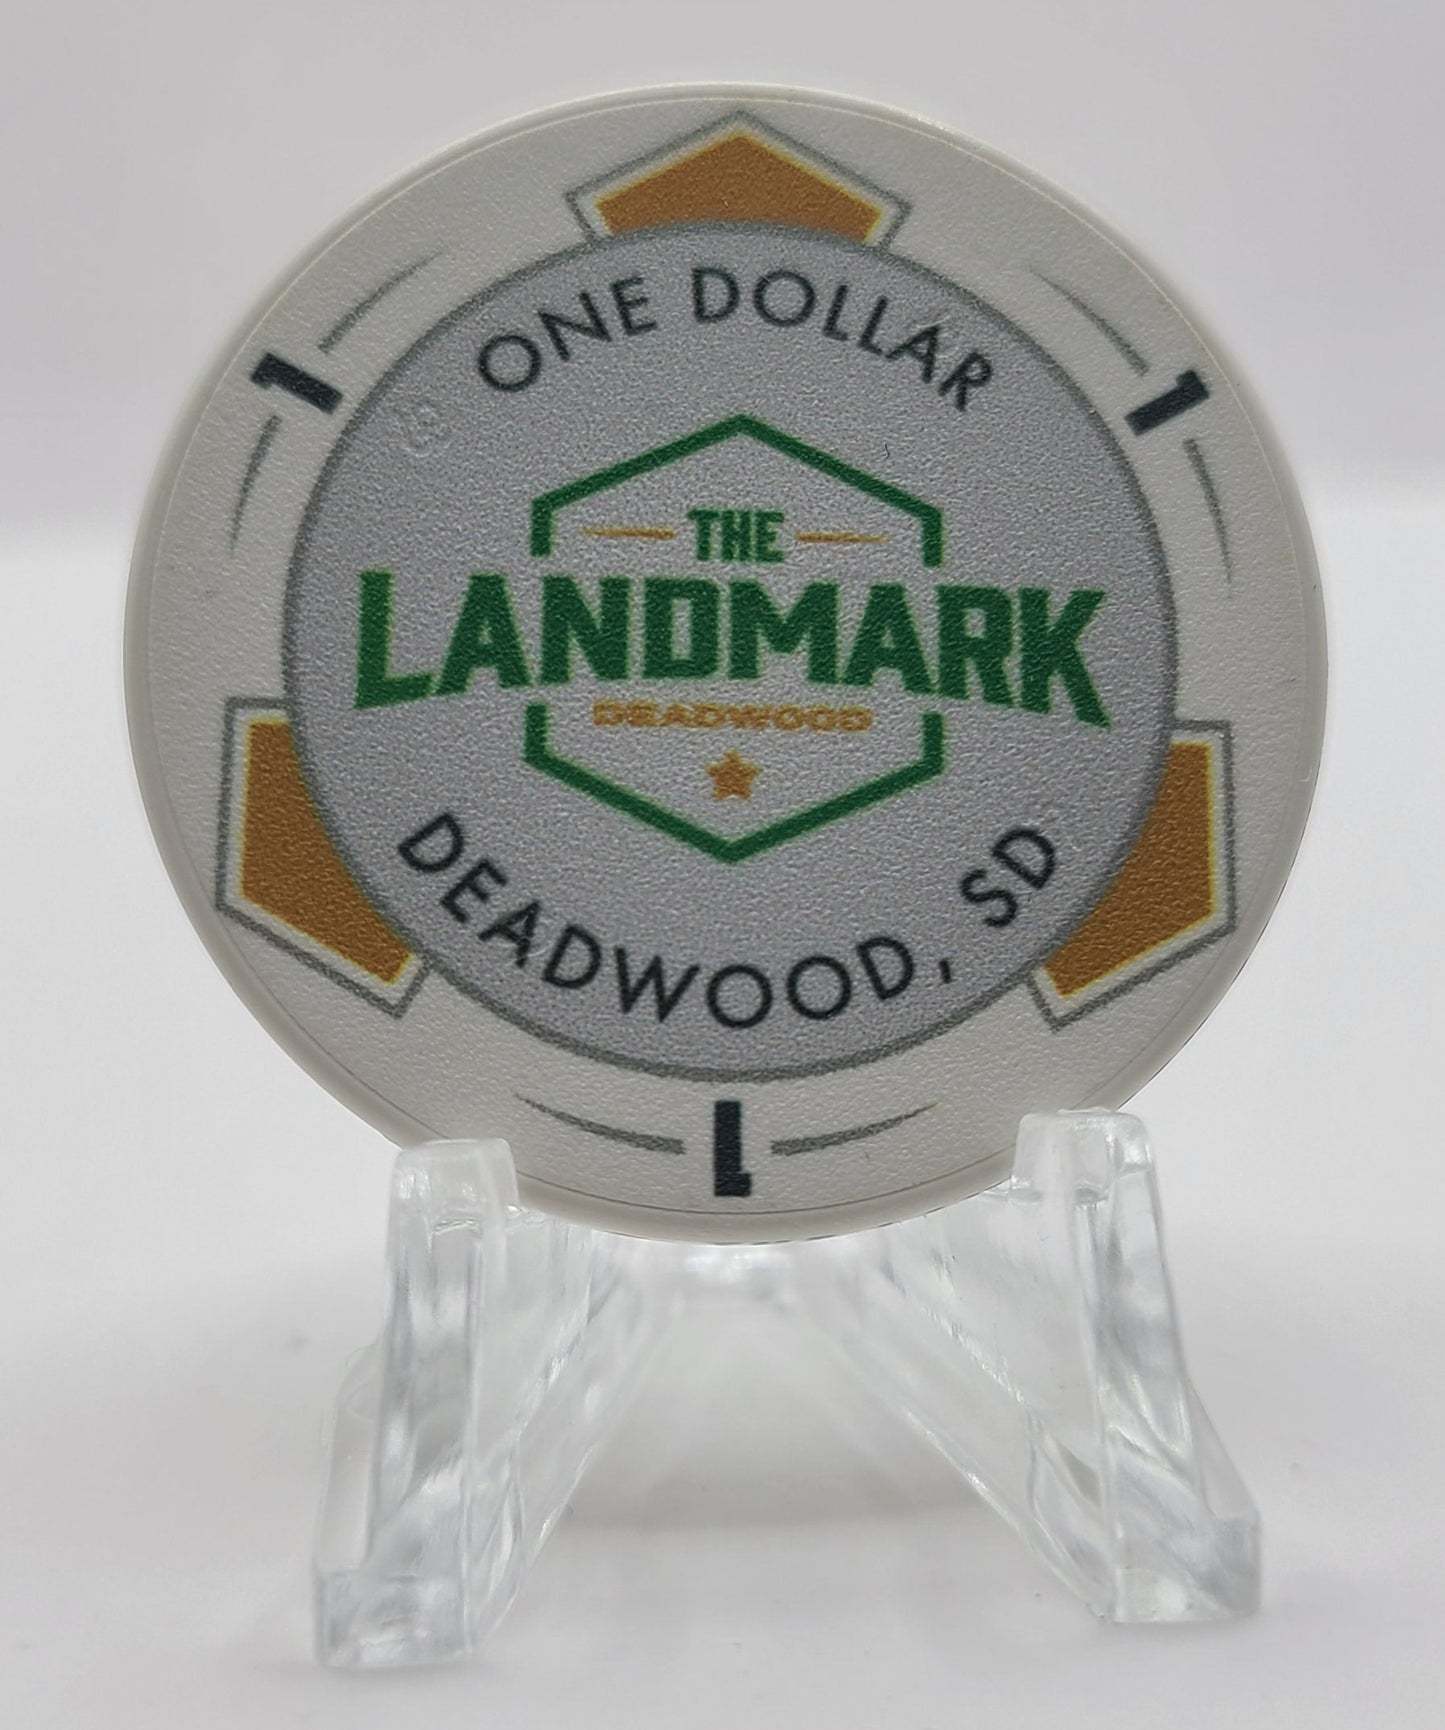 ONE DOLLAR
1
1
THE
LANDMARK
DEADWOOD
DEADWOOD, SD
1